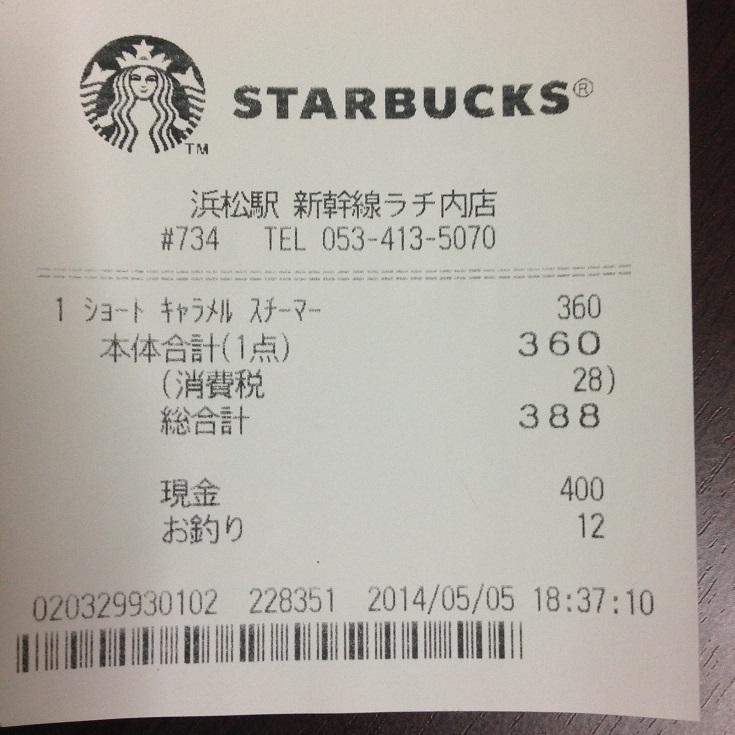 TM
STARBUCKS®
浜松駅 新幹線ラチ内店
#734 TEL 053-413-5070
1 ショート キャラメル スチーマー 360
本体合計(1点) 360
(消費税 28)
総合計 388
現金 400
お釣り 12
020329930102 228351 2014/05/05 18:37:10